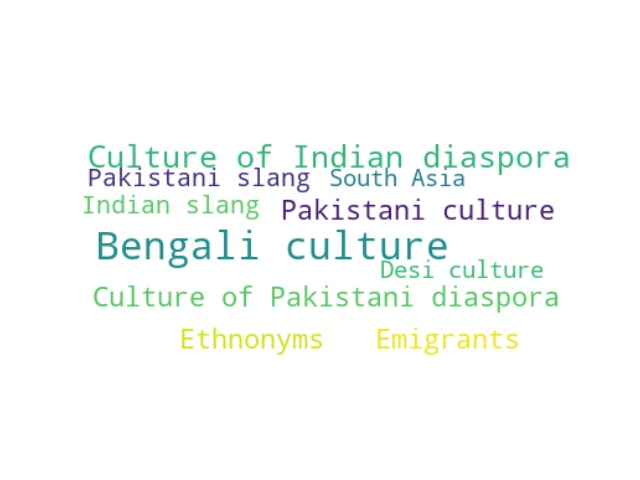 Culture of Indian diaspora
Pakistani slang South Asia
Indian slang Pakistani culture
Bengali culture
Desi culture
Culture of Pakistani diaspora
Ethnonyms Emigrants